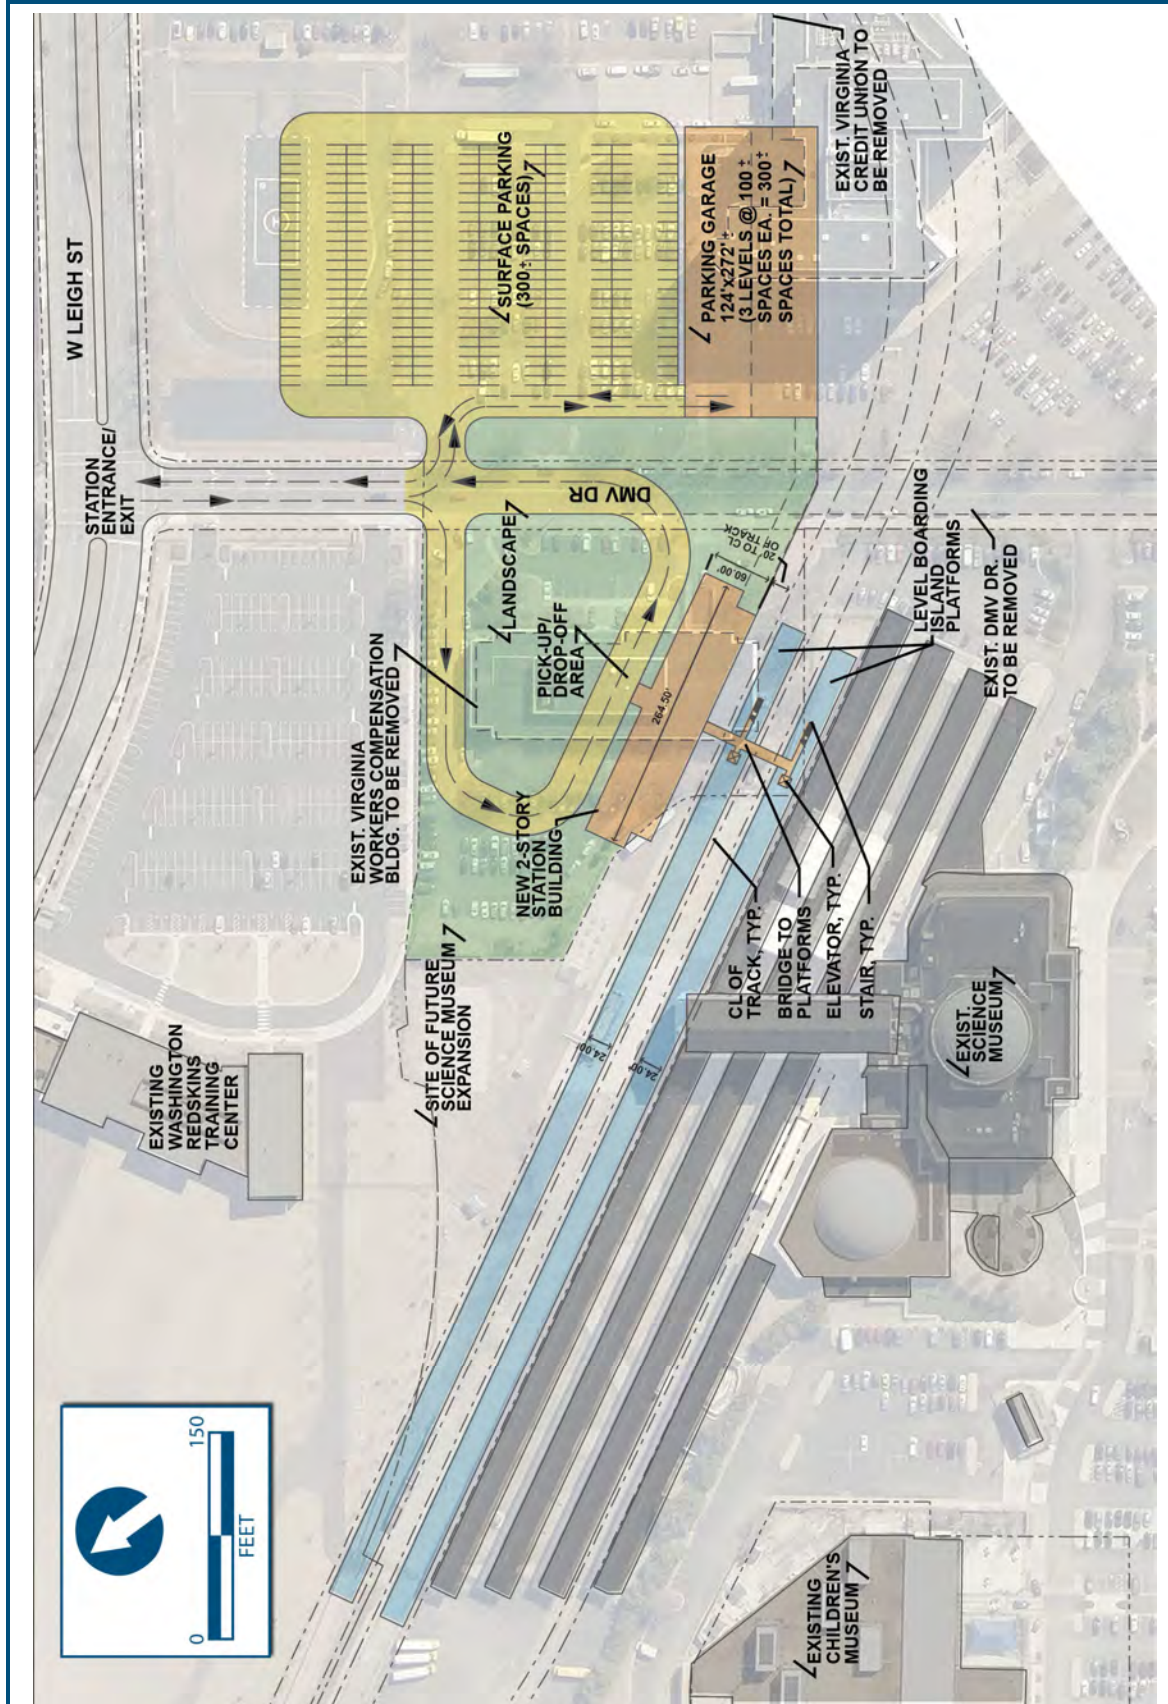 W LEIGH ST
STATION
ENTRANCE/
EXIT
SURFACE PARKING
(300± SPACES)
PARKING GARAGE
124'x272'±
(3 LEVELS @ 100±
SPACES EA. = 300±
SPACES TOTAL)
EXIST. VIRGINIA
CREDIT UNION TO
BE REMOVED
DMV DR
LANDSCAPE
PICK-UP/
DROP-OFF
AREA
EXIST. VIRGINIA
WORKERS COMPENSATION
BLDG. TO BE REMOVED
NEW 2-STORY
STATION
BUILDING
264.50'
60.00'
20' TO CL
OF TRACK
LEVEL BOARDING
ISLAND
PLATFORMS
EXIST. DMV DR.
TO BE REMOVED
SITE OF FUTURE
SCIENCE MUSEUM
EXPANSION
CL OF
TRACK, TYP.
BRIDGE TO
PLATFORMS
ELEVATOR, TYP.
STAIR, TYP.
24.00'
24.00'
EXIST.
SCIENCE
MUSEUM
EXISTING
WASHINGTON
REDSKINS
TRAINING
CENTER
EXISTING
CHILDREN'S
MUSEUM
0
150
FEET
H